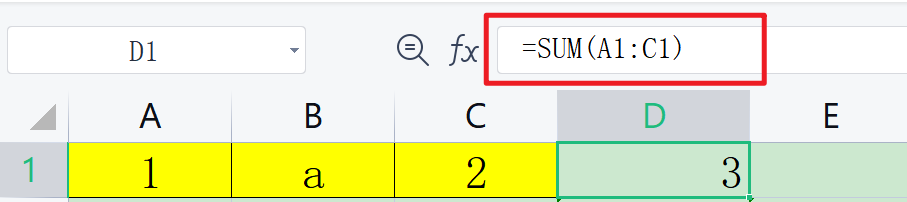 D1 fx =SUM(A1:C1)
A B C D E
1 1 a 2 3